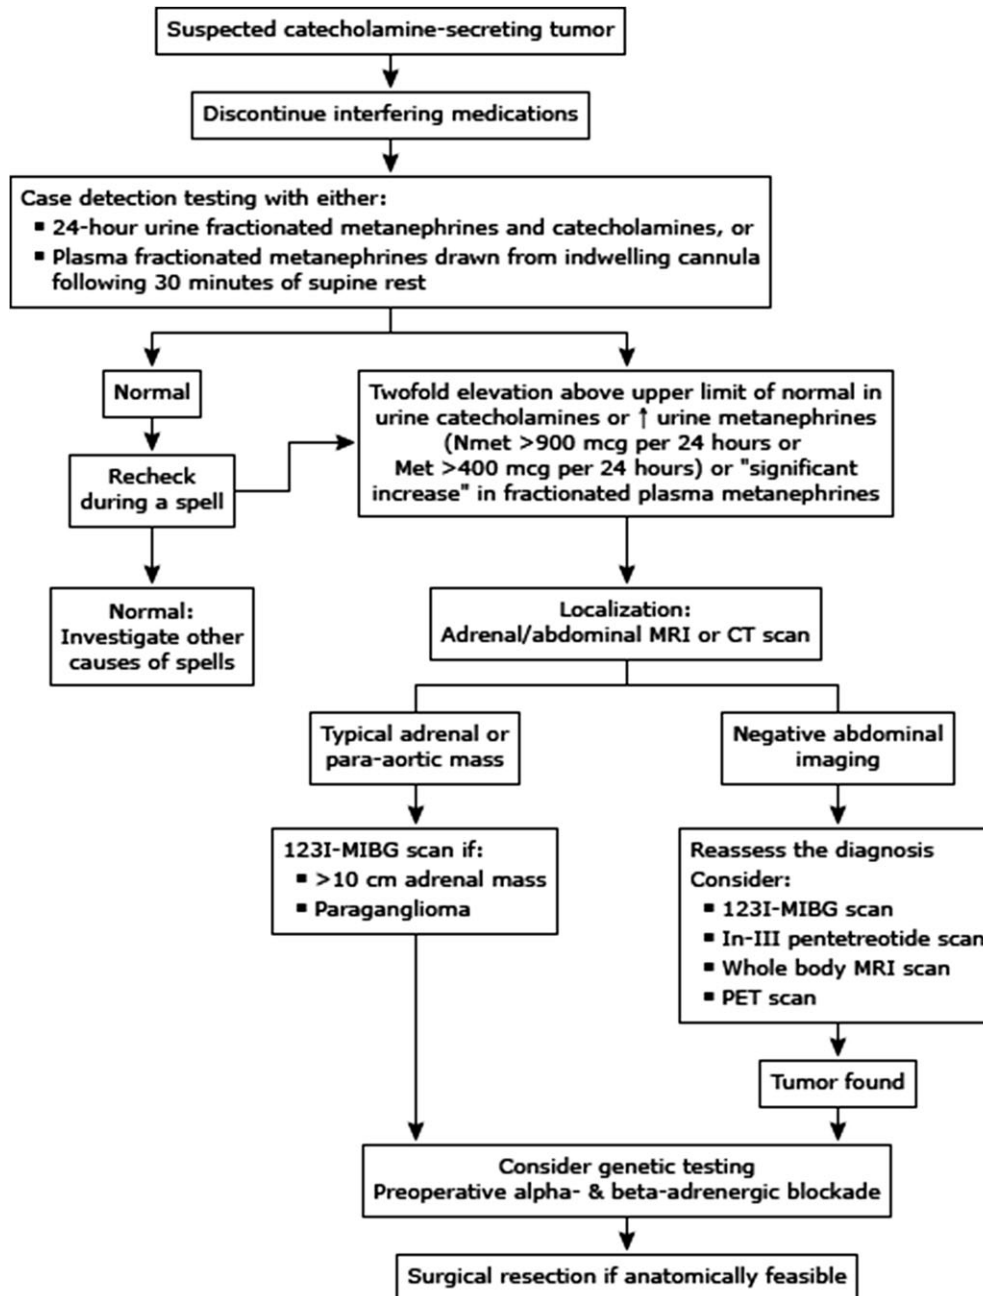 Suspected catecholamine-secreting tumor
Discontinue interfering medications
Case detection testing with either:
▪ 24-hour urine fractionated metanephrines and catecholamines, or
▪ Plasma fractionated metanephrines drawn from indwelling cannula
following 30 minutes of supine rest
Normal
Twofold elevation above upper limit of normal in
urine catecholamines or ↑ urine metanephrines
(Nmet >900 mcg per 24 hours or
Met >400 mcg per 24 hours) or "significant
increase" in fractionated plasma metanephrines
Recheck
during a spell
Normal:
Investigate other
causes of spells
Localization:
Adrenal/abdominal MRI or CT scan
Typical adrenal or
para-aortic mass
Negative abdominal
imaging
123I-MIBG scan if:
▪ >10 cm adrenal mass
▪ Paraganglioma
Reassess the diagnosis
Consider:
▪ 123I-MIBG scan
▪ In-III pentetreotide scan
▪ Whole body MRI scan
▪ PET scan
Tumor found
Consider genetic testing
Preoperative alpha- & beta-adrenergic blockade
Surgical resection if anatomically feasible